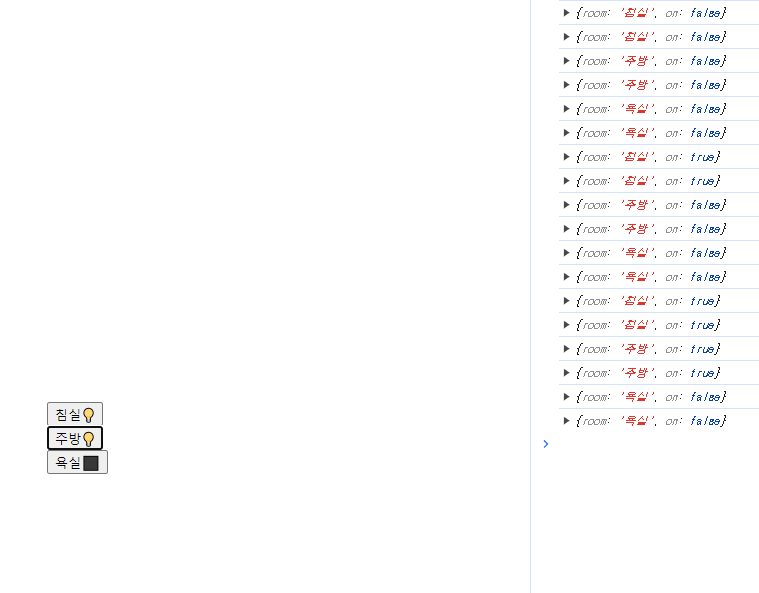 침실💡
주방💡
욕실⬛
▶ {room: '침실', on: false}
▶ {room: '침실', on: false}
▶ {room: '주방', on: false}
▶ {room: '주방', on: false}
▶ {room: '욕실', on: false}
▶ {room: '욕실', on: false}
▶ {room: '침실', on: true}
▶ {room: '침실', on: true}
▶ {room: '주방', on: false}
▶ {room: '주방', on: false}
▶ {room: '욕실', on: false}
▶ {room: '욕실', on: false}
▶ {room: '침실', on: true}
▶ {room: '침실', on: true}
▶ {room: '주방', on: true}
▶ {room: '주방', on: true}
▶ {room: '욕실', on: false}
▶ {room: '욕실', on: false}